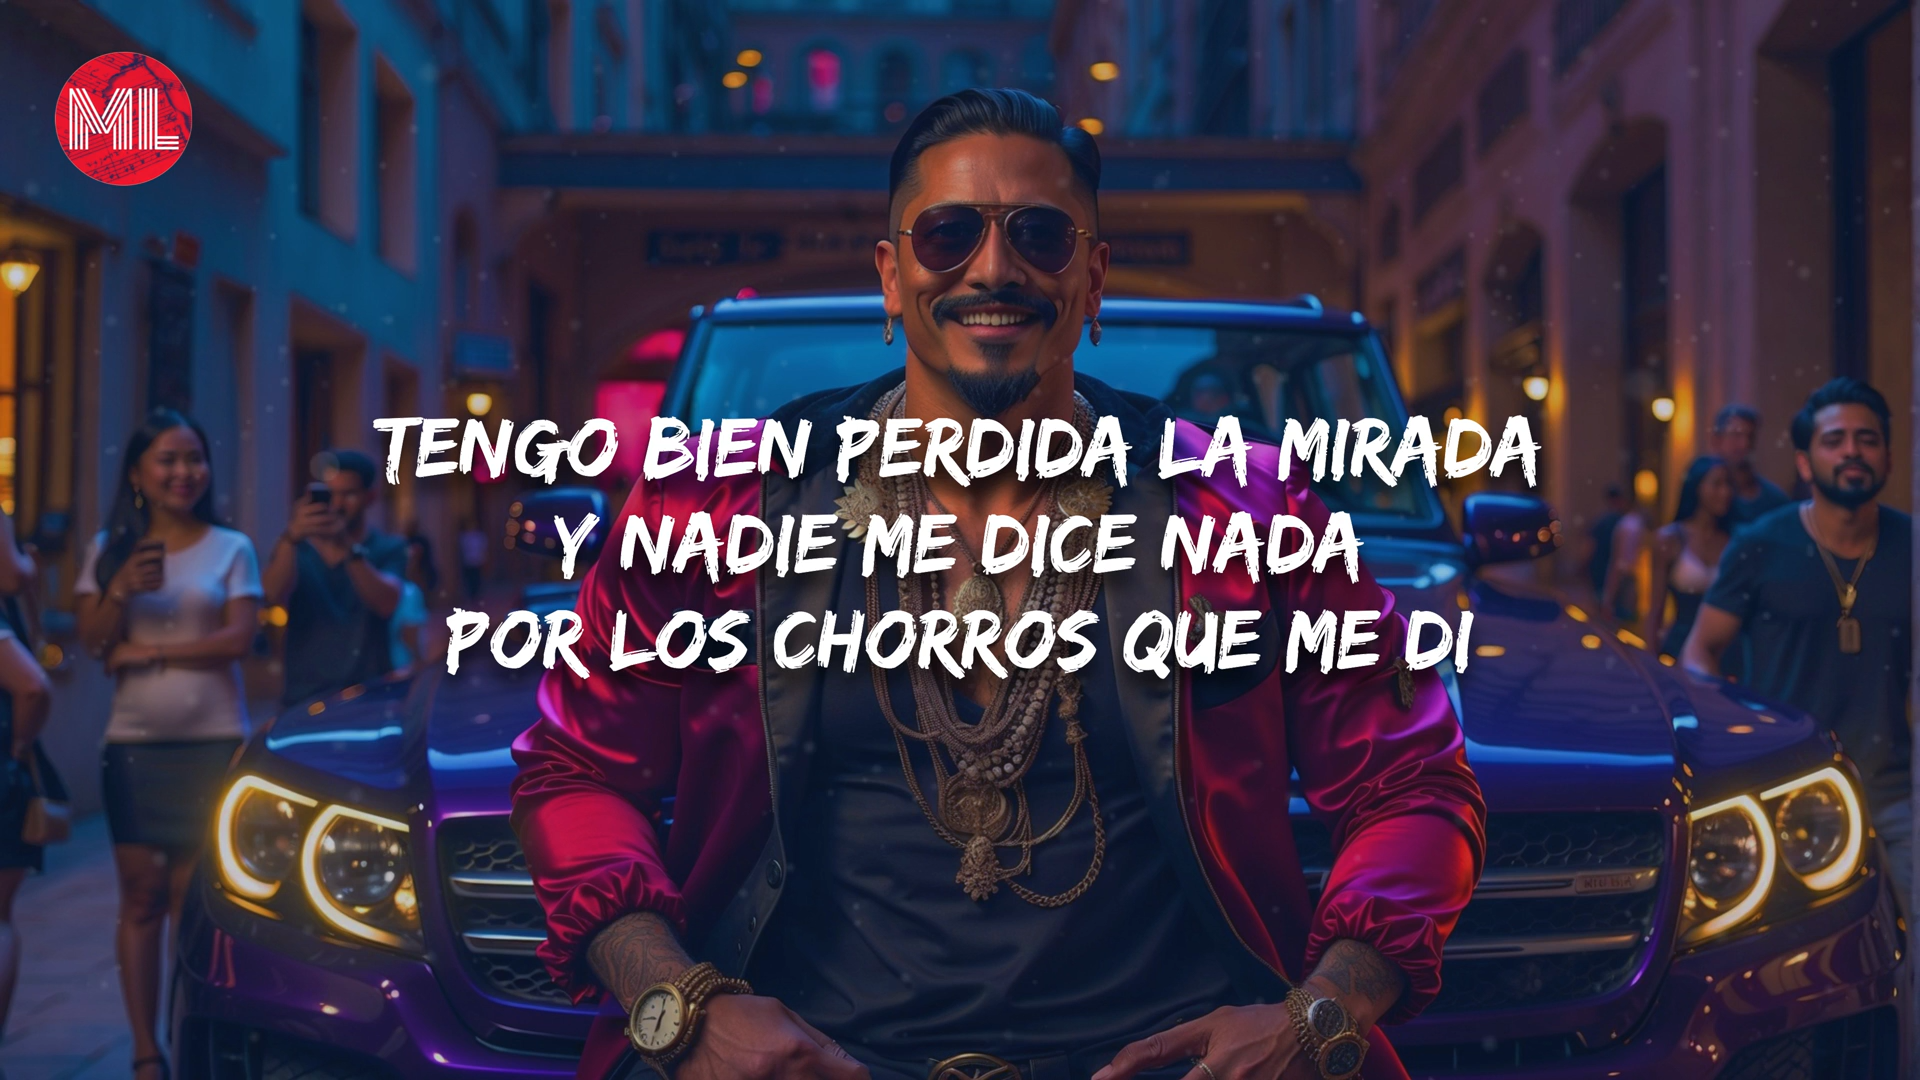 ML
TENGO BIEN PERDIDA LA MIRADA
Y NADIE ME DICE NADA
POR LOS CHORROS QUE ME DI